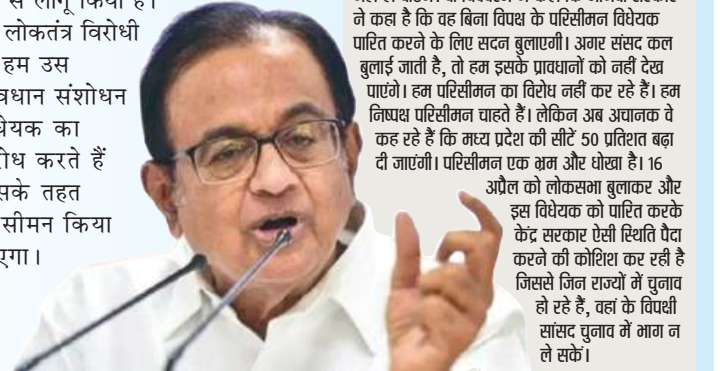 से लागू किया है।
लोकतंत्र विरोधी
हम उस
धान संशोधन
धेयक का
ोध करते हैं
सके तहत
सीमन किया
एगा।
ने कहा है कि वह बिना विपक्ष के परिसीमन विधेयक
पारित करने के लिए सदन बुलाएगी। अगर संसद कल
बुलाई जाती है, तो हम इसके प्रावधानों को नहीं देख
पाएंगे। हम परिसीमन का विरोध नहीं कर रहे हैं। हम
निष्पक्ष परिसीमन चाहते हैं। लेकिन अब अचानक वे
कह रहे हैं कि मध्य प्रदेश की सीटें 50 प्रतिशत बढ़ा
दी जाएंगी। परिसीमन एक भ्रम और धोखा है। 16
अप्रैल को लोकसभा बुलाकर और
इस विधेयक को पारित करके
केंद्र सरकार ऐसी स्थिति पैदा
करने की कोशिश कर रही है
जिससे जिन राज्यों में चुनाव
हो रहे हैं, वहां के विपक्षी
सांसद चुनाव में भाग न
ले सकें।